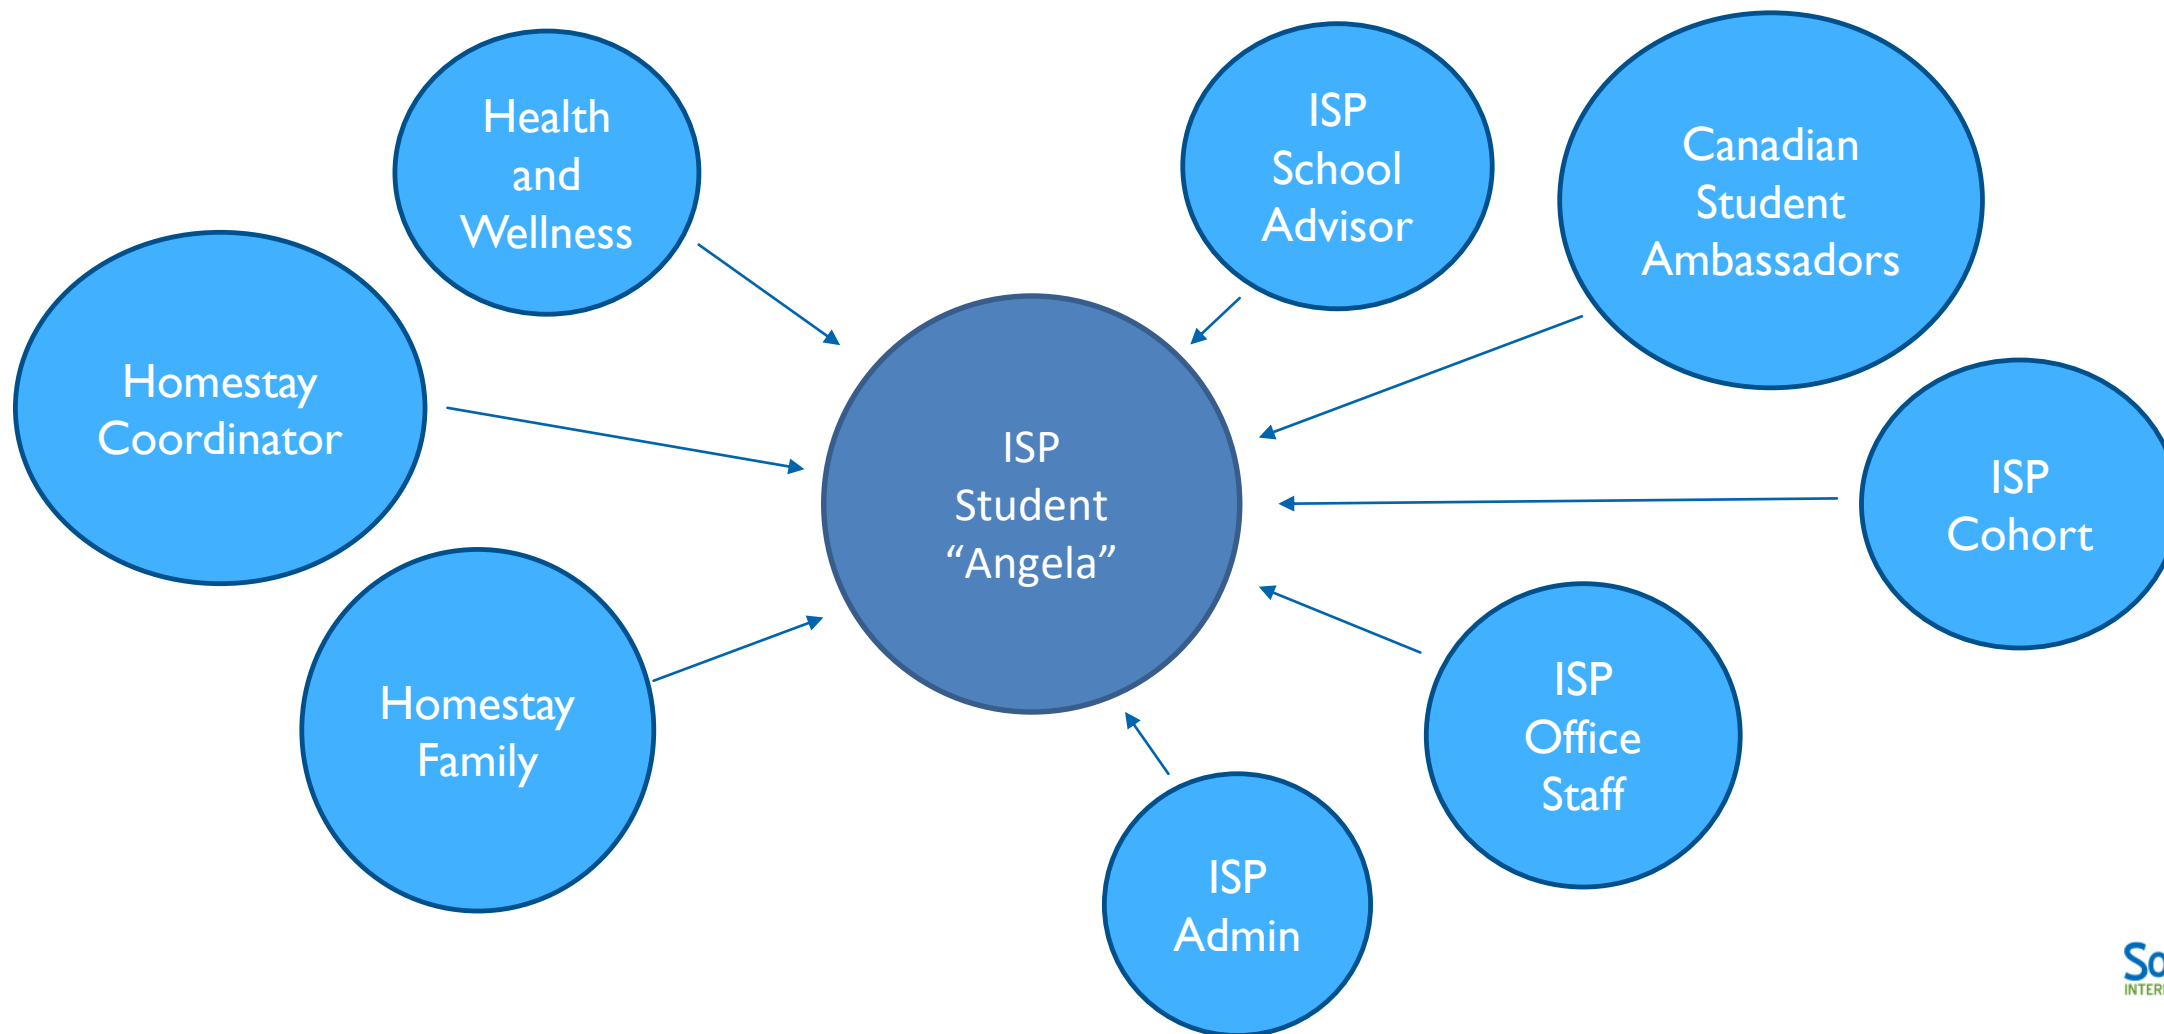 Health
and
Wellness
ISP
School
Advisor
Canadian
Student
Ambassadors
Homestay
Coordinator
ISP
Student
“Angela”
ISP
Cohort
Homestay
Family
ISP
Office
Staff
ISP
Admin